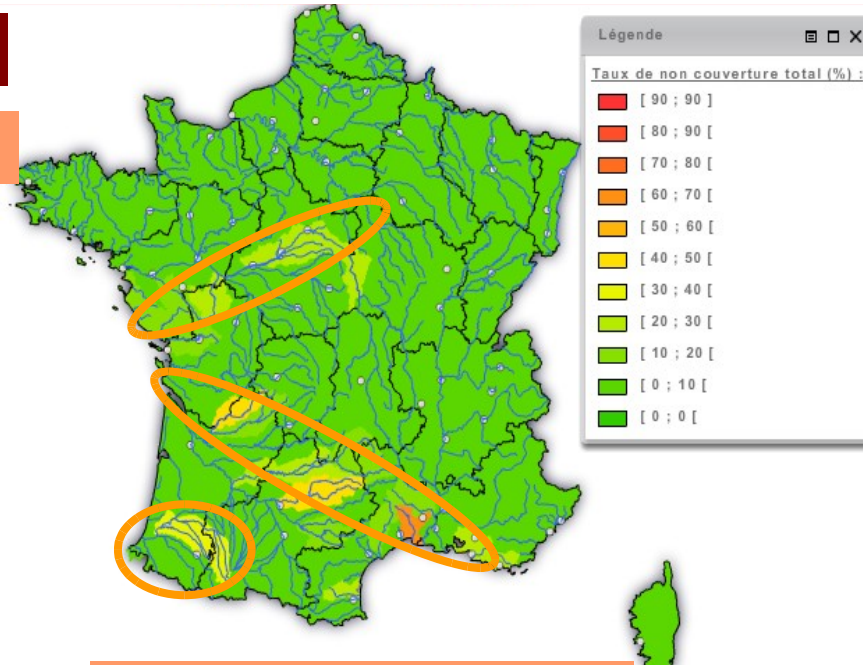 Légende
Taux de non couverture total (%) :
[ 90 ; 90 ]
[ 80 ; 90 [
[ 70 ; 80 [
[ 60 ; 70 [
[ 50 ; 60 [
[ 40 ; 50 [
[ 30 ; 40 [
[ 20 ; 30 [
[ 10 ; 20 [
[ 0 ; 10 [
[ 0 ; 0 [